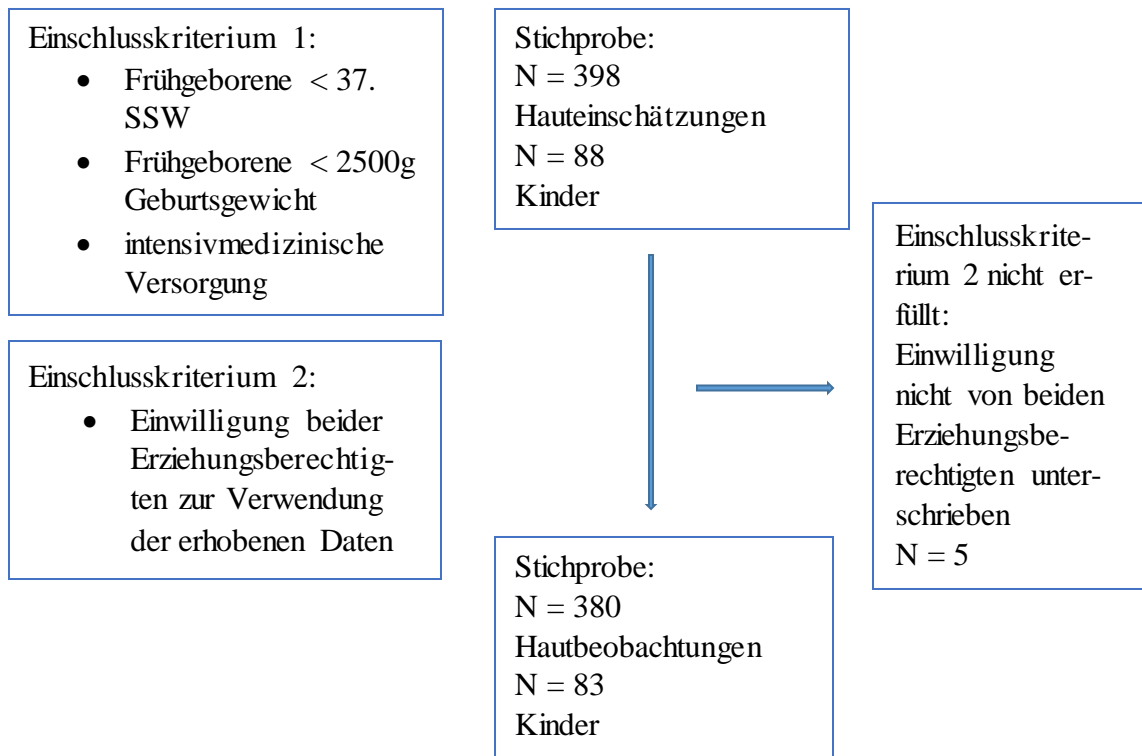 Einschlusskriterium 1:
• Frühgeborene < 37.
SSW
• Frühgeborene < 2500g
Geburtsgewicht
• intensivmedizinische
Versorgung
Einschlusskriterium 2:
• Einwilligung beider
Erziehungsberechtig-
ten zur Verwendung
der erhobenen Daten
Stichprobe:
N = 398
Hauteinschätzungen
N = 88
Kinder
Einschlusskrite-
rium 2 nicht er-
füllt:
Einwilligung
nicht von beiden
Erziehungsbe-
rechtigten unter-
schrieben
N = 5
Stichprobe:
N = 380
Hautbeobachtungen
N = 83
Kinder